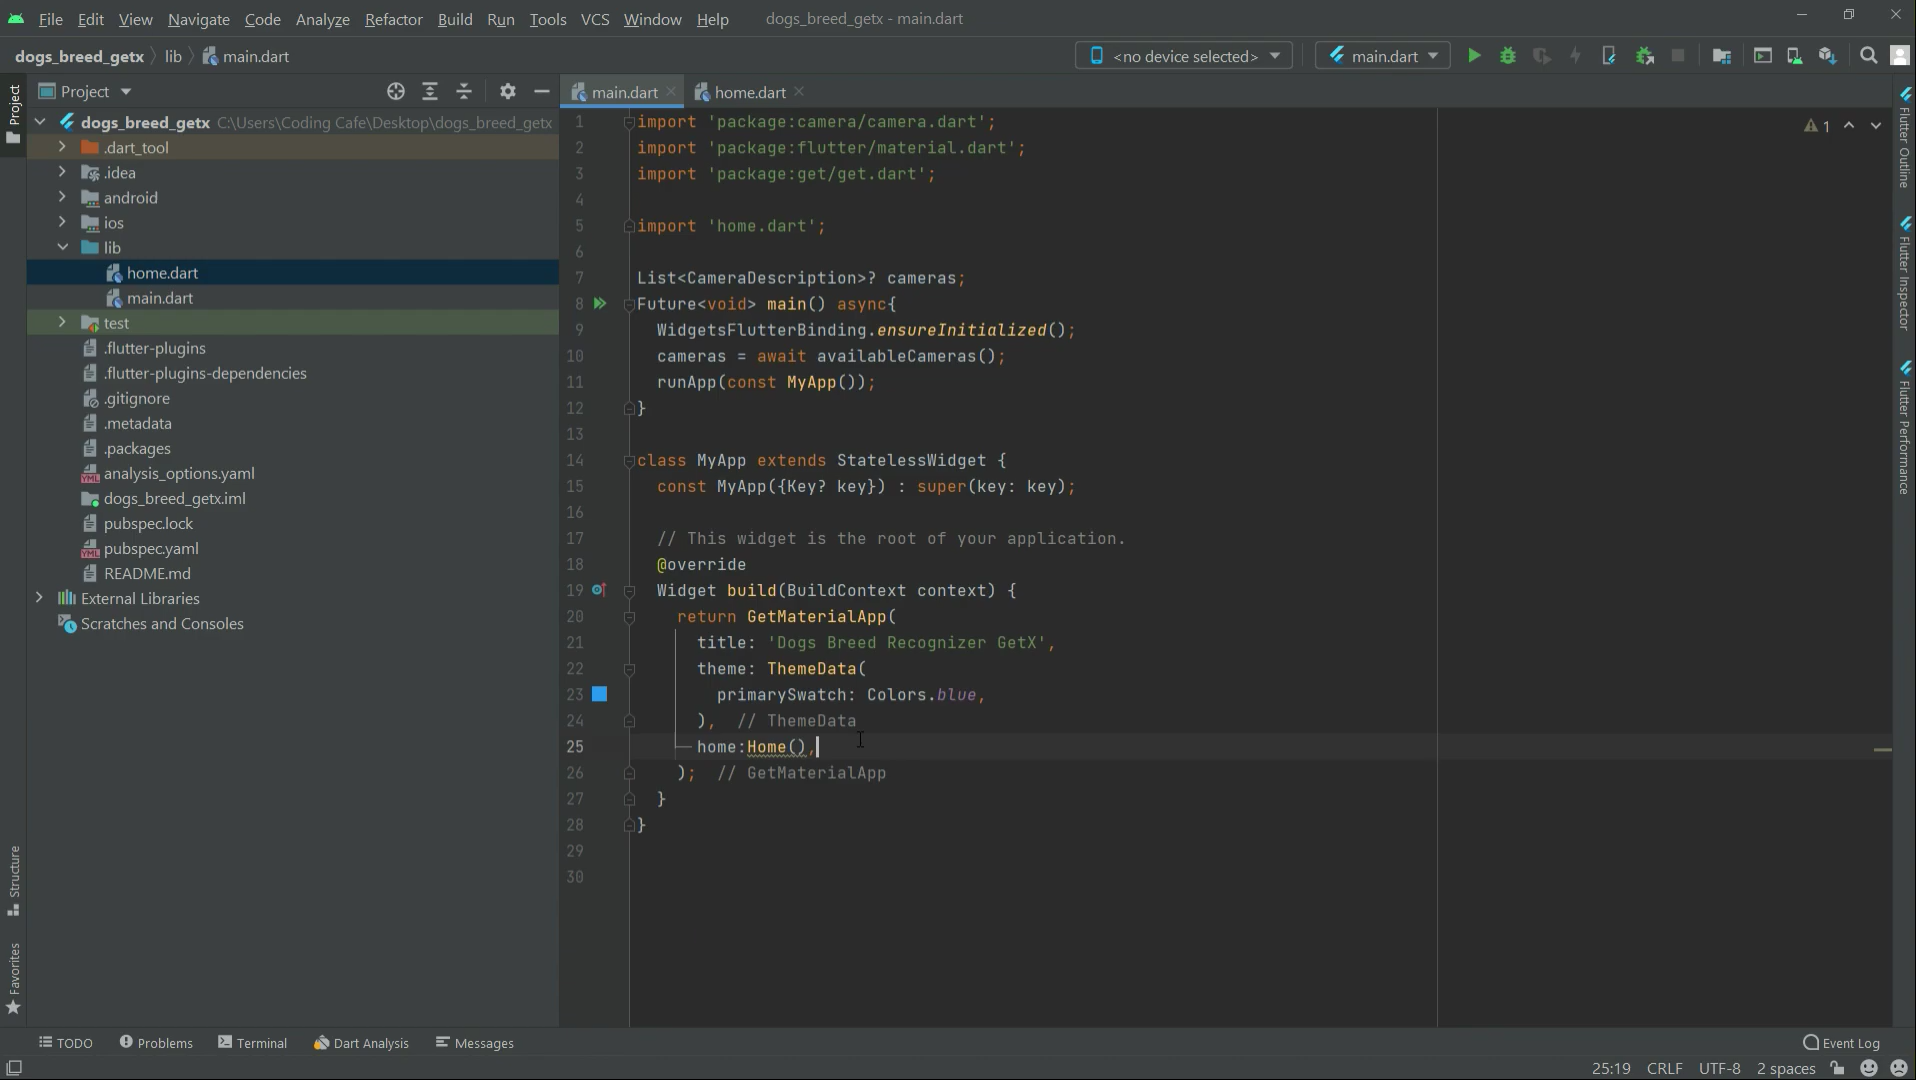 File Edit View Navigate Code Analyze Refactor Build Run Tools VCS Window Help dogs_breed_getx - main.dart
dogs_breed_getx lib main.dart <no device selected> main.dart
Project
Project
dogs_breed_getx C:\Users\Coding Cafe\Desktop\dogs_breed_getx
.dart_tool
.idea
android
ios
lib
home.dart
main.dart
test
.flutter-plugins
.flutter-plugins-dependencies
.gitignore
.metadata
.packages
analysis_options.yaml
dogs_breed_getx.iml
pubspec.lock
pubspec.yaml
README.md
External Libraries
Scratches and Consoles
Structure
Favorites
main.dart home.dart
1 import 'package:camera/camera.dart';
2 import 'package:flutter/material.dart';
3 import 'package:get/get.dart';
4
5 import 'home.dart';
6
7 List<CameraDescription>? cameras;
8 Future<void> main() async{
9 WidgetsFlutterBinding.ensureInitialized();
10 cameras = await availableCameras();
11 runApp(const MyApp());
12 }
13
14 class MyApp extends StatelessWidget {
15 const MyApp({Key? key}) : super(key: key);
16
17 // This widget is the root of your application.
18 @override
19 Widget build(BuildContext context) {
20 return GetMaterialApp(
21 title: 'Dogs Breed Recognizer GetX',
22 theme: ThemeData(
23 primarySwatch: Colors.blue,
24 ), // ThemeData
25 home:Home(),
26 ); // GetMaterialApp
27 }
28 }
29
30
1
Flutter Outline
Flutter Inspector
Flutter Performance
TODO Problems Terminal Dart Analysis Messages Event Log
25:19 CRLF UTF-8 2 spaces